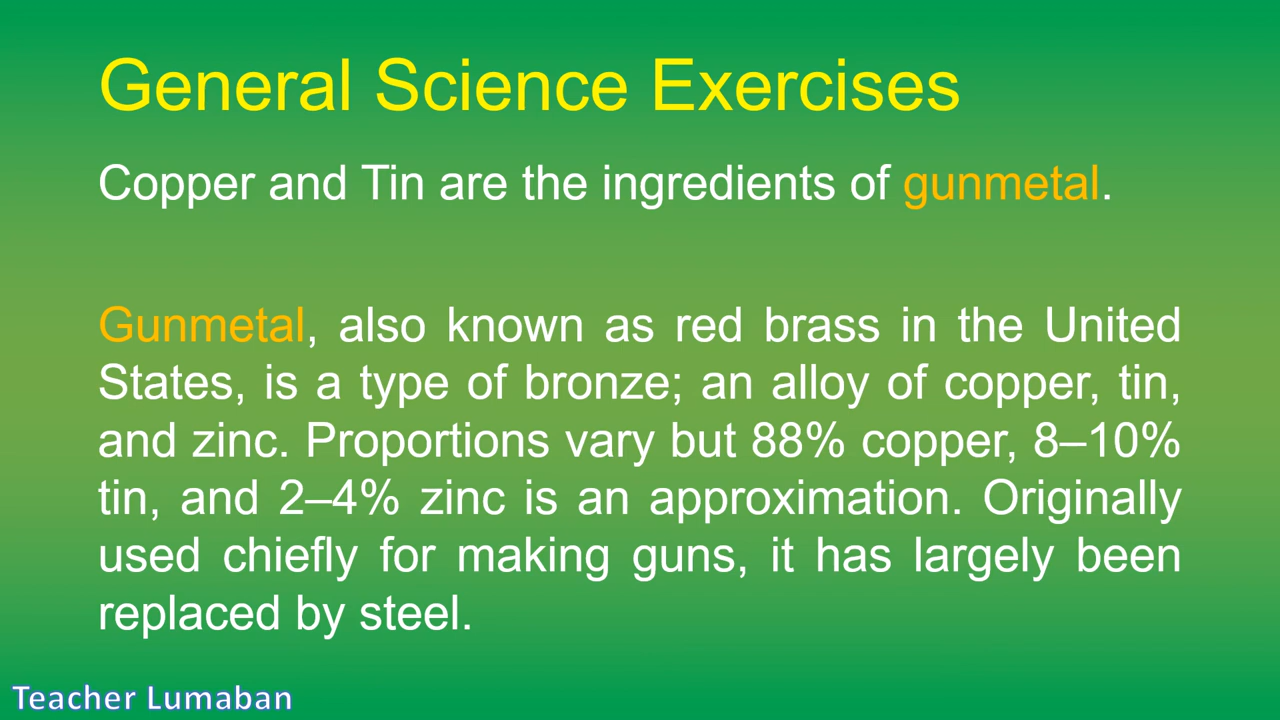 General Science Exercises
Copper and Tin are the ingredients of gunmetal.
Gunmetal, also known as red brass in the United
States, is a type of bronze; an alloy of copper, tin,
and zinc. Proportions vary but 88% copper, 8–10%
tin, and 2–4% zinc is an approximation. Originally
used chiefly for making guns, it has largely been
replaced by steel.
Teacher Lumaban